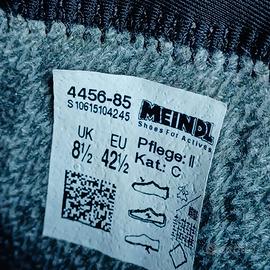 4456-85
S10615104245
MEINDL
Shoes For Actives
UK EU
8½ 42½
Pflege: II
Kat: C